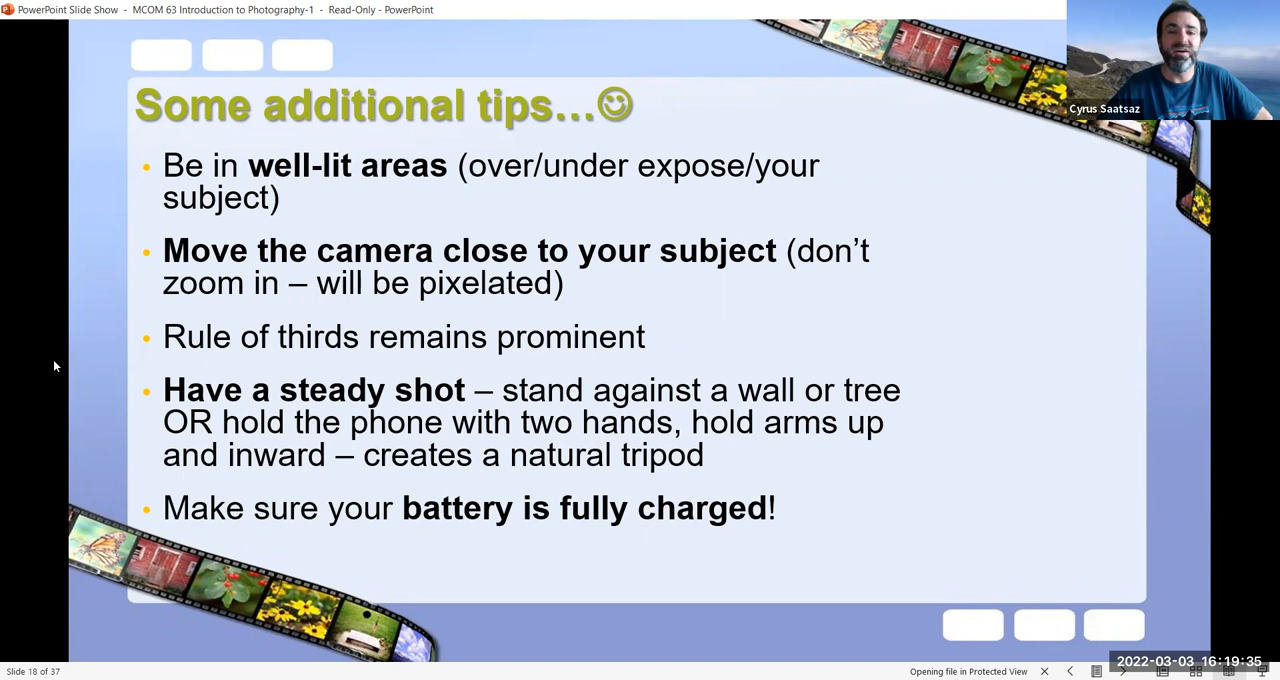 PowerPoint Slide Show - MCOM 63 Introduction to Photography-1 - Read-Only - PowerPoint
Cyrus Saatsaz
Some additional tips…☺
• Be in well-lit areas (over/under expose/your
subject)
• Move the camera close to your subject (don’t
zoom in – will be pixelated)
• Rule of thirds remains prominent
• Have a steady shot – stand against a wall or tree
OR hold the phone with two hands, hold arms up
and inward – creates a natural tripod
• Make sure your battery is fully charged!
Slide 18 of 37
Opening file in Protected View
2022-03-03 16:19:35